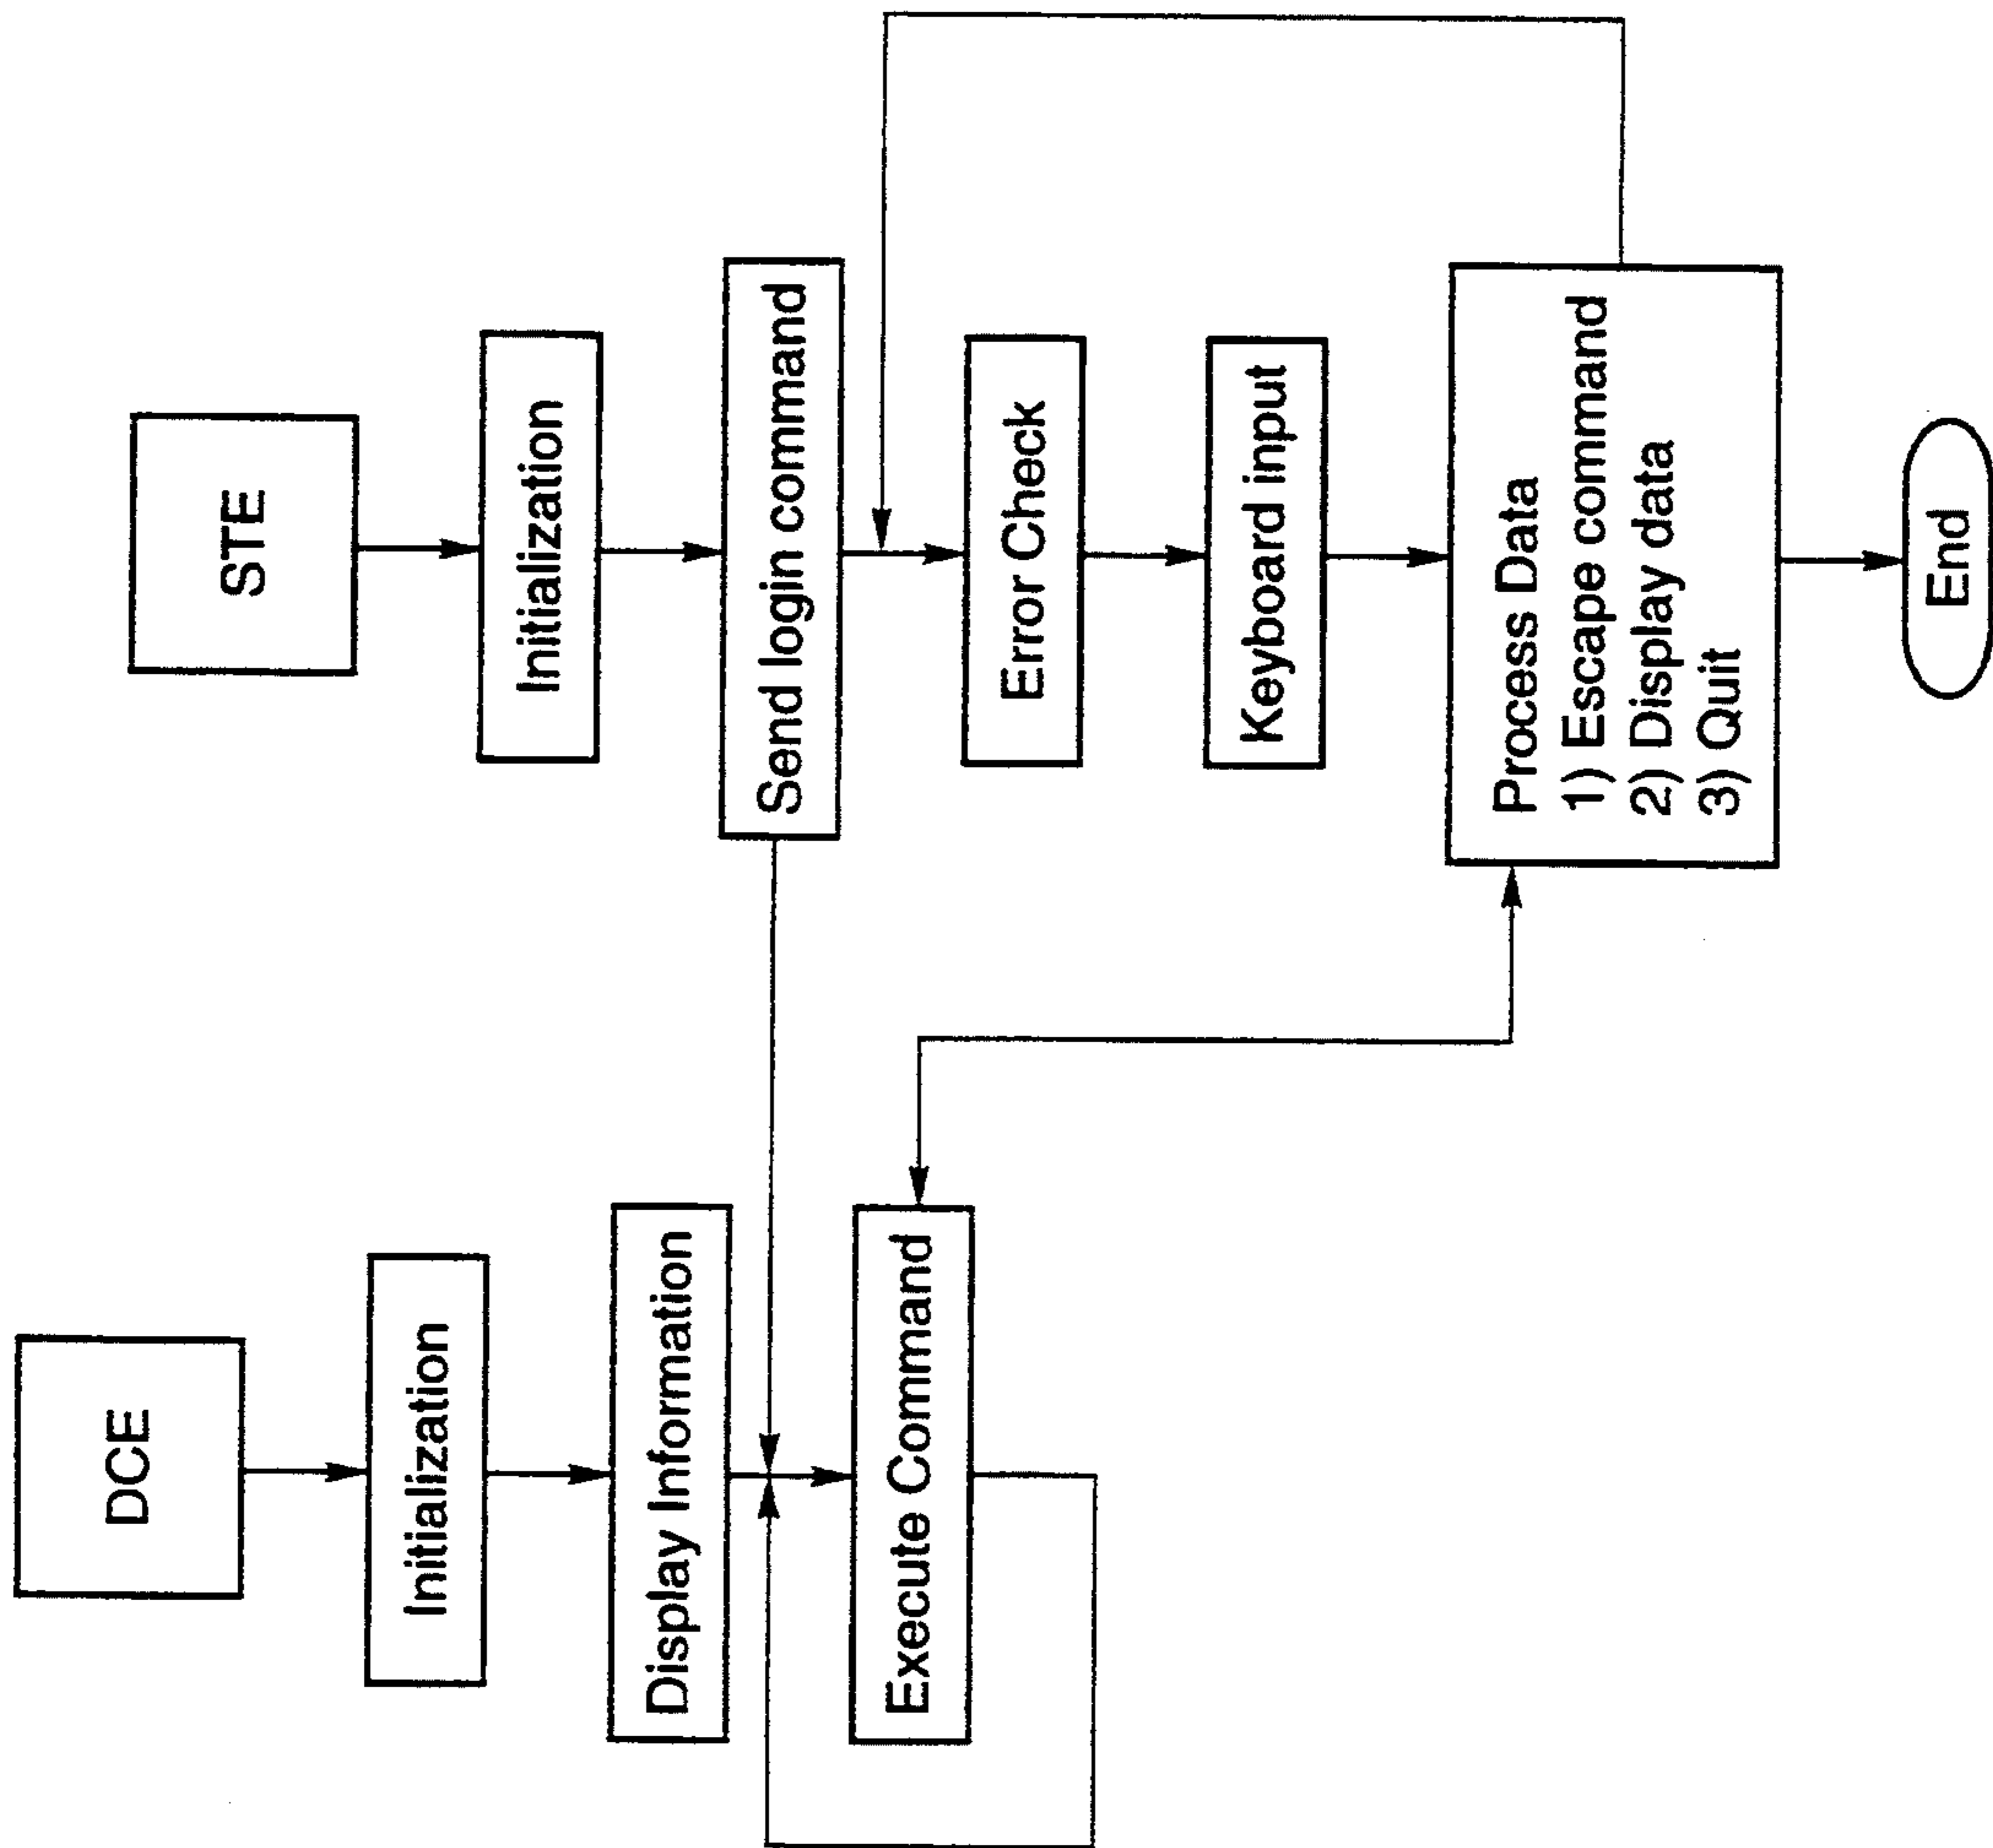 DCE
Initialization
Display Information
Execute Command
STE
Initialization
Send login command
Error Check
Keyboard input
Process Data
1) Escape command
2) Display data
3) Quit
End